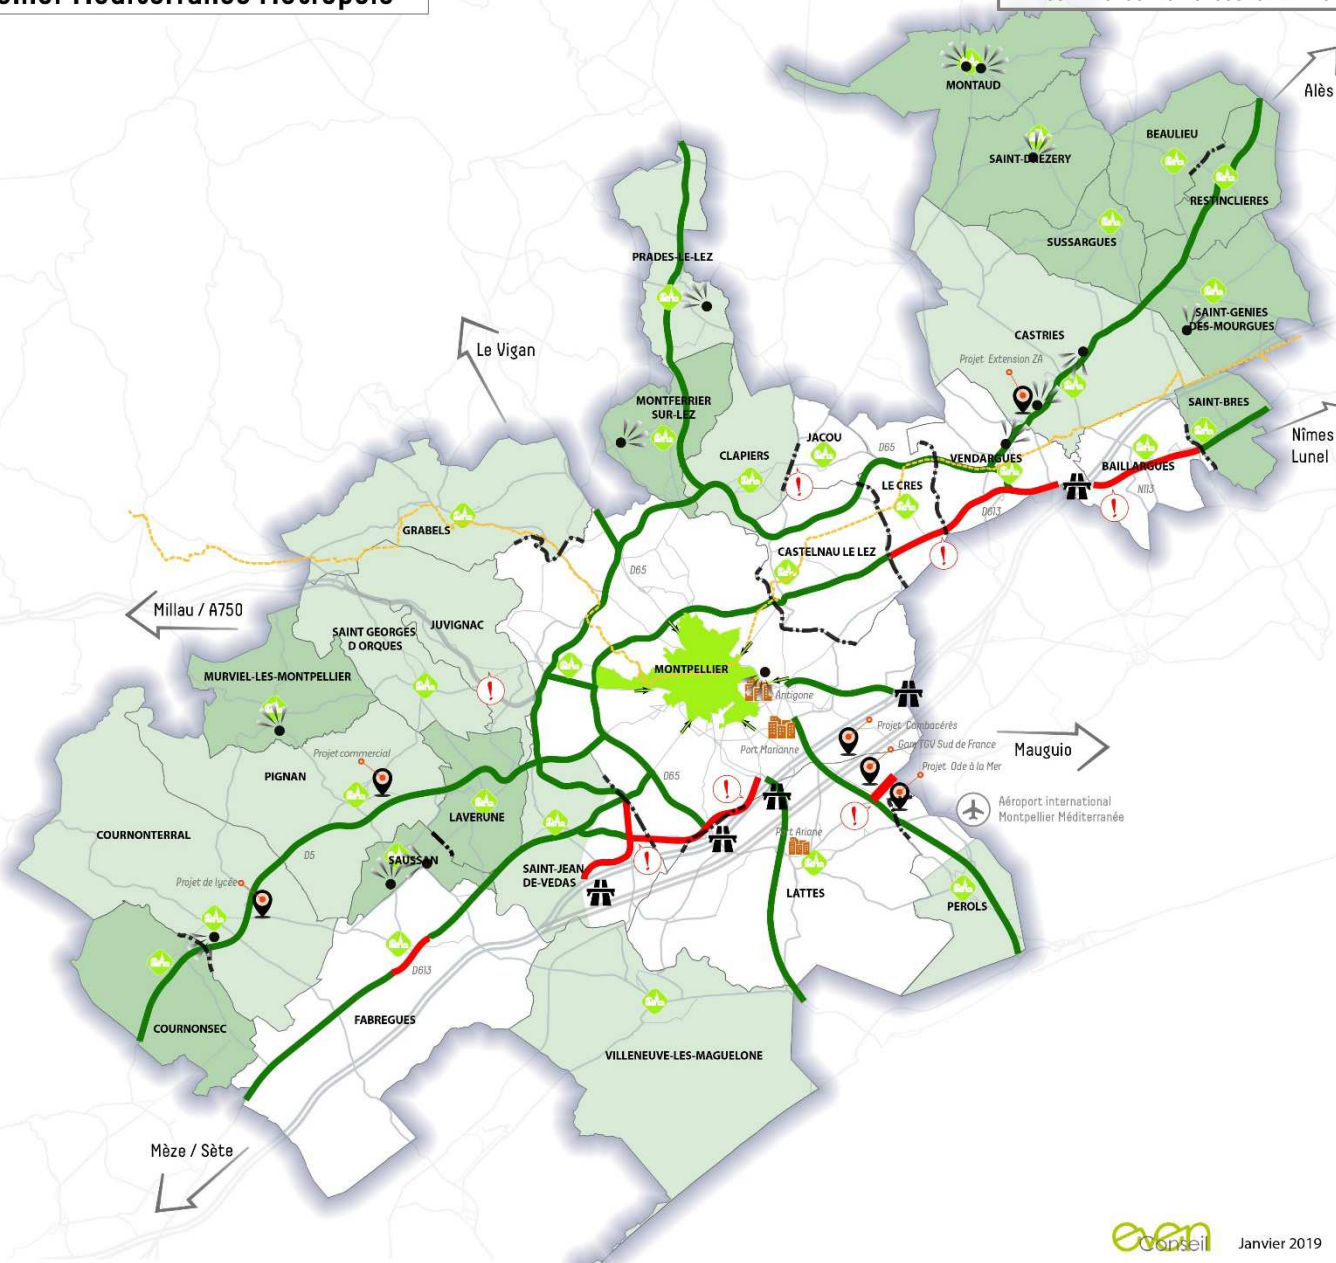 Méditerranée Métropole
Alès
MONTAUD
BEAULIEU
SAINT-DREZERY
RESTINCLIERES
SUSSARGUES
PRADES-LE-LEZ
SAINT-GENIES
DES-MOURGUES
CASTRIES
Le Vigan
Projet Extension ZA
MONTFERRIER
SUR-LEZ
SAINT-BRES
JACOU
Nîmes
Lunel
CLAPIERS
D65
VENDARGUES
BAILLARGUES
LE CRES
N113
D613
GRABELS
CASTELNAU LE LEZ
D65
Millau / A750
SAINT GEORGES
D ORQUES
JUVIGNAC
MURVIEL-LES-MONTPELLIER
MONTPELLIER
Antigone
Projet Cambacérès
Port Marianne
Gare TGV Sud de France
Mauguio
Projet commercial
PIGNAN
D65
Projet Ode à la Mer
Aéroport international
Montpellier Méditerranée
LAVERUNE
COURNONTERRAL
Port Ariane
D5
SAUSSAN
SAINT-JEAN
DE-VEDAS
Projet de lycée
LATTES
PEROLS
D613
FABREGUES
COURNONSEC
VILLENEUVE-LES-MAGUELONE
Mèze / Sète
even
Conseil
Janvier 2019